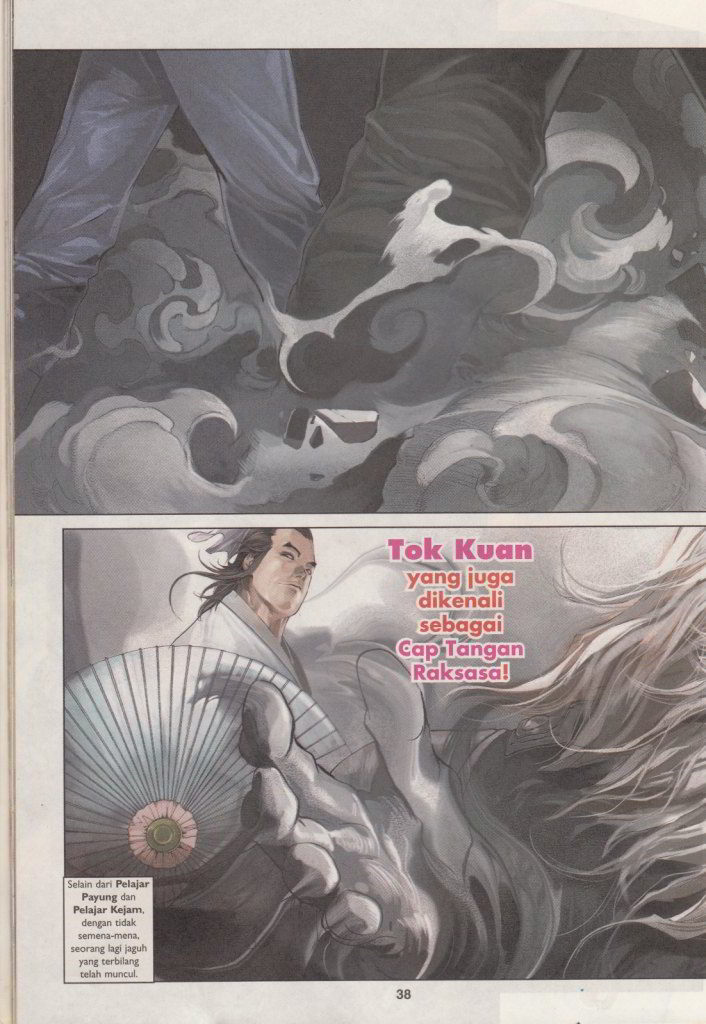 Tok Kuan
yang juga
dikenali
sebagai
Cap Tangan
Raksasa!
Selain dari Pelajar
Payung dan
Pelajar Kejam,
dengan tidak
semena-mena,
seorang lagi jaguh
yang terbilang
telah muncul.
38